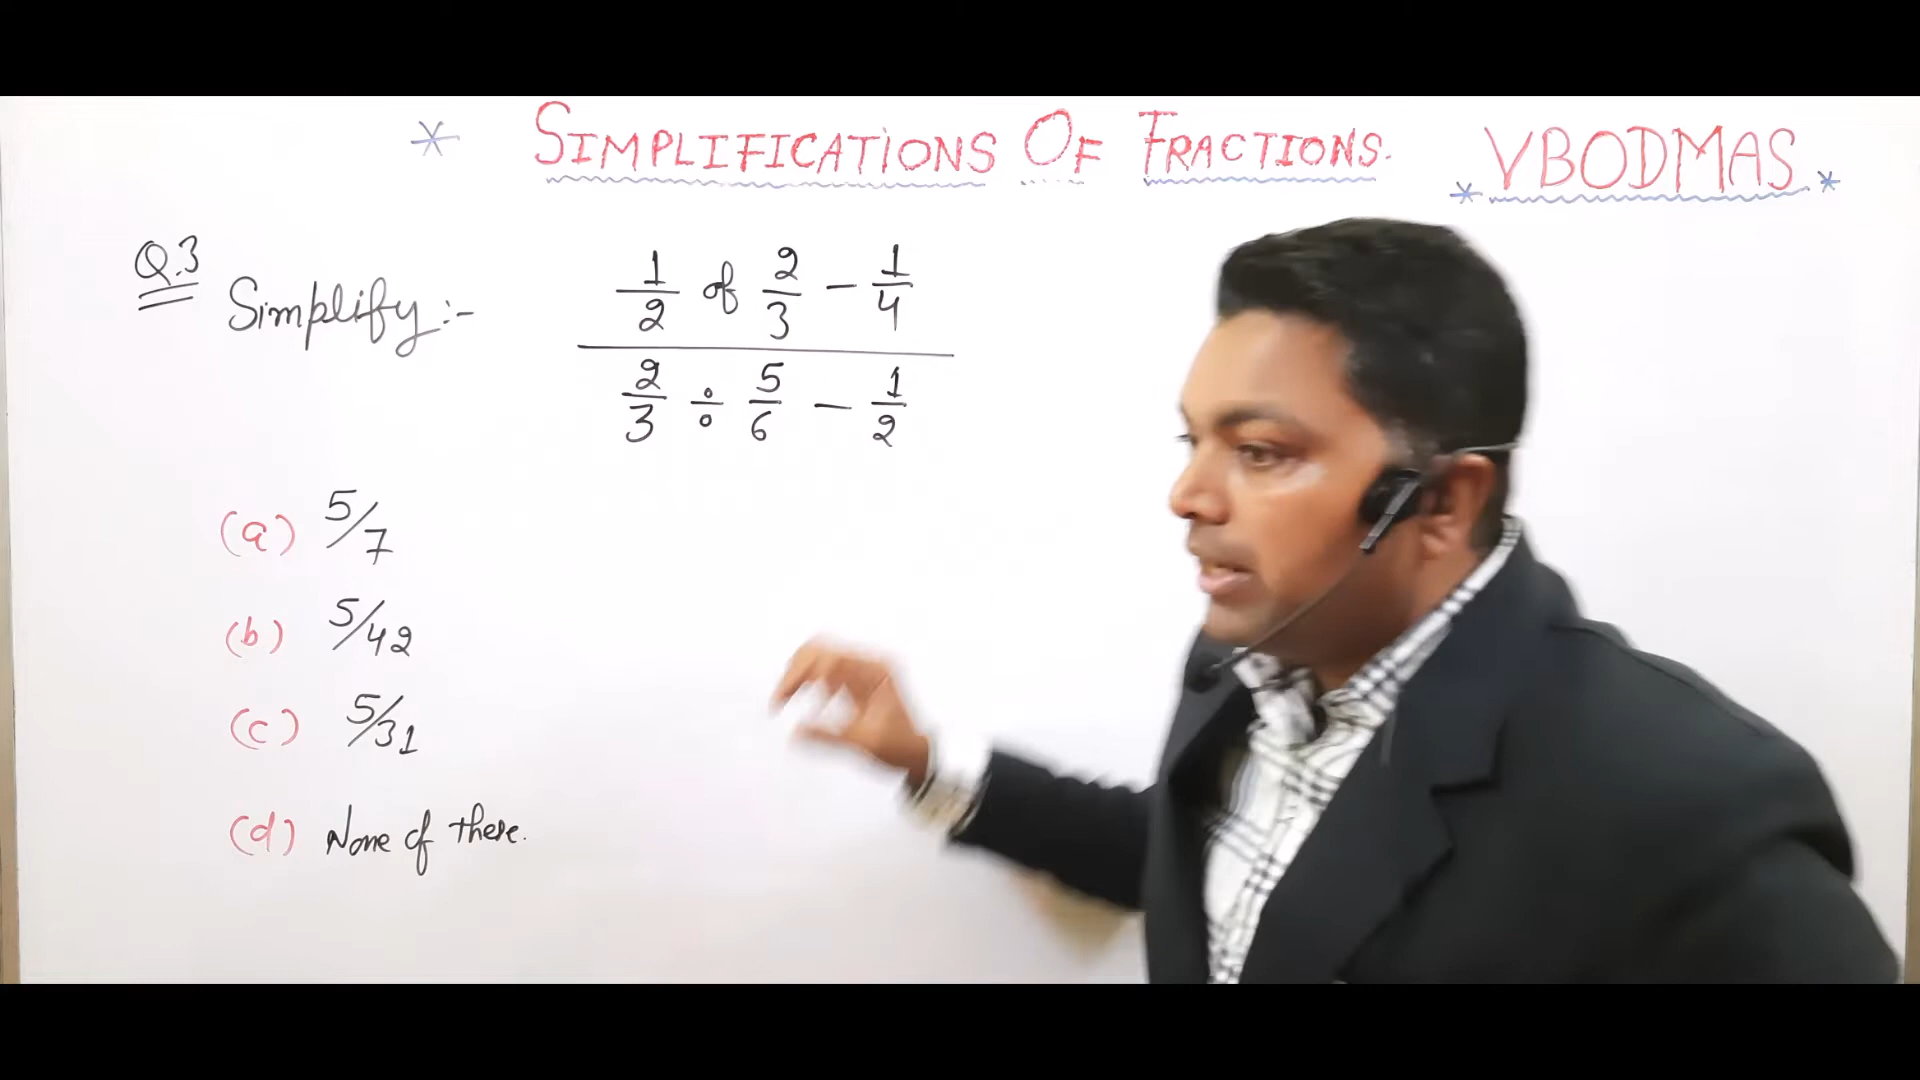 * SIMPLIFICATIONS OF FRACTIONS. * VBODMAS *
Q.3 Simplify:- 1/2 of 2/3 - 1/4
2/3 ÷ 5/6 - 1/2
(a) 5/7
(b) 5/42
(c) 5/31
(d) None of these.